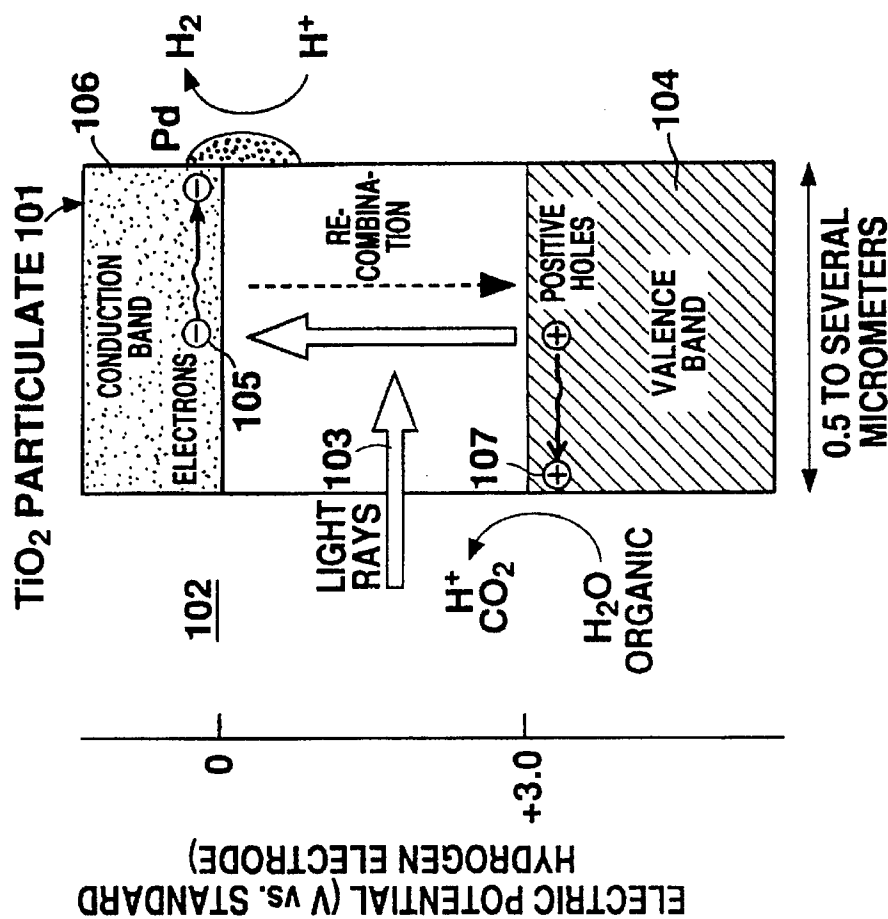 TiO2 PARTICULATE 101
106
Pd
H2
H+
CONDUCTION
BAND
ELECTRONS
105
102
LIGHT
RAYS
103
RE-
COMBINA-
TION
107
POSITIVE
HOLES
VALENCE
BAND
104
H+
CO2
H2O
ORGANIC
0
+3.0
ELECTRIC POTENTIAL (V vs. STANDARD
HYDROGEN ELECTRODE)
0.5 TO SEVERAL
MICROMETERS